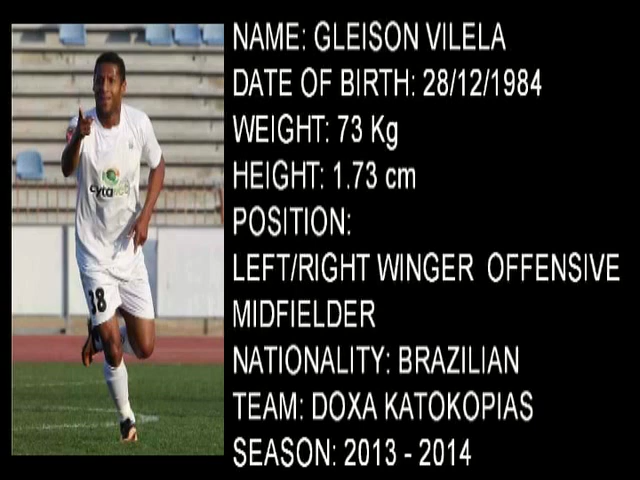 NAME: GLEISON VILELA
DATE OF BIRTH: 28/12/1984
WEIGHT: 73 Kg
HEIGHT: 1.73 cm
POSITION:
LEFT/RIGHT WINGER OFFENSIVE
MIDFIELDER
NATIONALITY: BRAZILIAN
TEAM: DOXA KATOKOPIAS
SEASON: 2013 - 2014
38